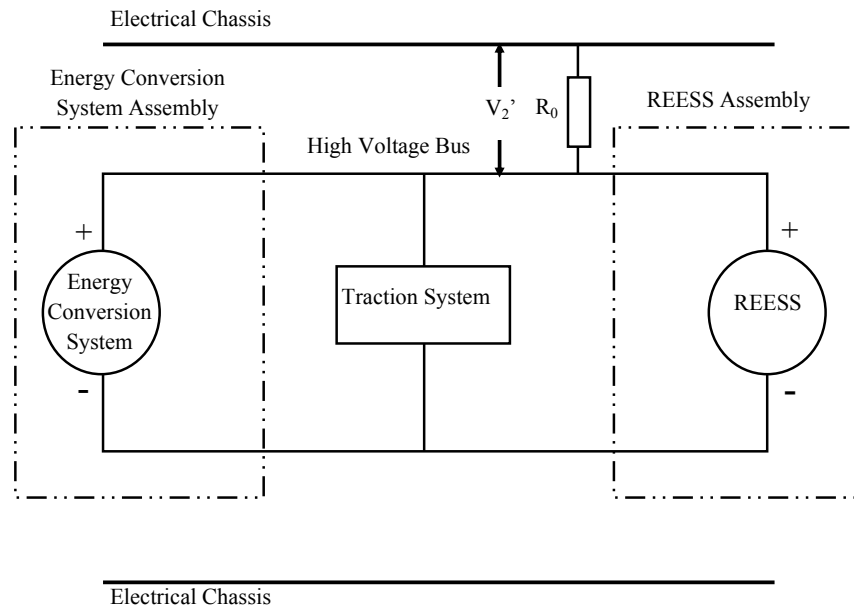 Electrical Chassis
Energy Conversion
System Assembly
V2’
R0
REESS Assembly
High Voltage Bus
+
+
Energy
Conversion
System
Traction System
REESS
-
-
Electrical Chassis